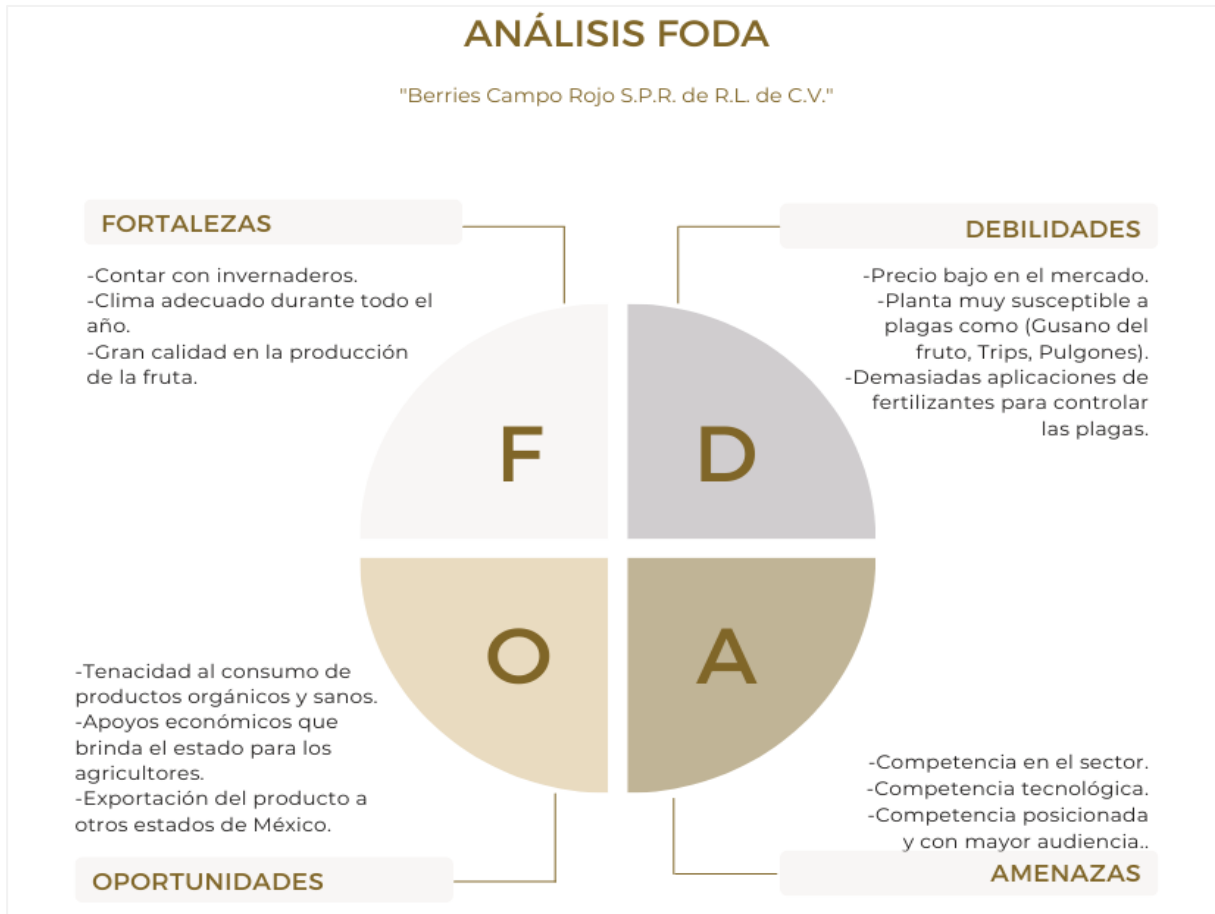 ANÁLISIS FODA
"Berries Campo Rojo S.P.R. de R.L. de C.V."
FORTALEZAS
-Contar con invernaderos.
-Clima adecuado durante todo el
año.
-Gran calidad en la producción
de la fruta.
DEBILIDADES
-Precio bajo en el mercado.
-Planta muy susceptible a
plagas como (Gusano del
fruto, Trips, Pulgones).
-Demasiadas aplicaciones de
fertilizantes para controlar
las plagas.
F
D
O
A
-Tenacidad al consumo de
productos orgánicos y sanos.
-Apoyos económicos que
brinda el estado para los
agricultores.
-Exportación del producto a
otros estados de México.
OPORTUNIDADES
-Competencia en el sector.
-Competencia tecnológica.
-Competencia posicionada
y con mayor audiencia..
AMENAZAS